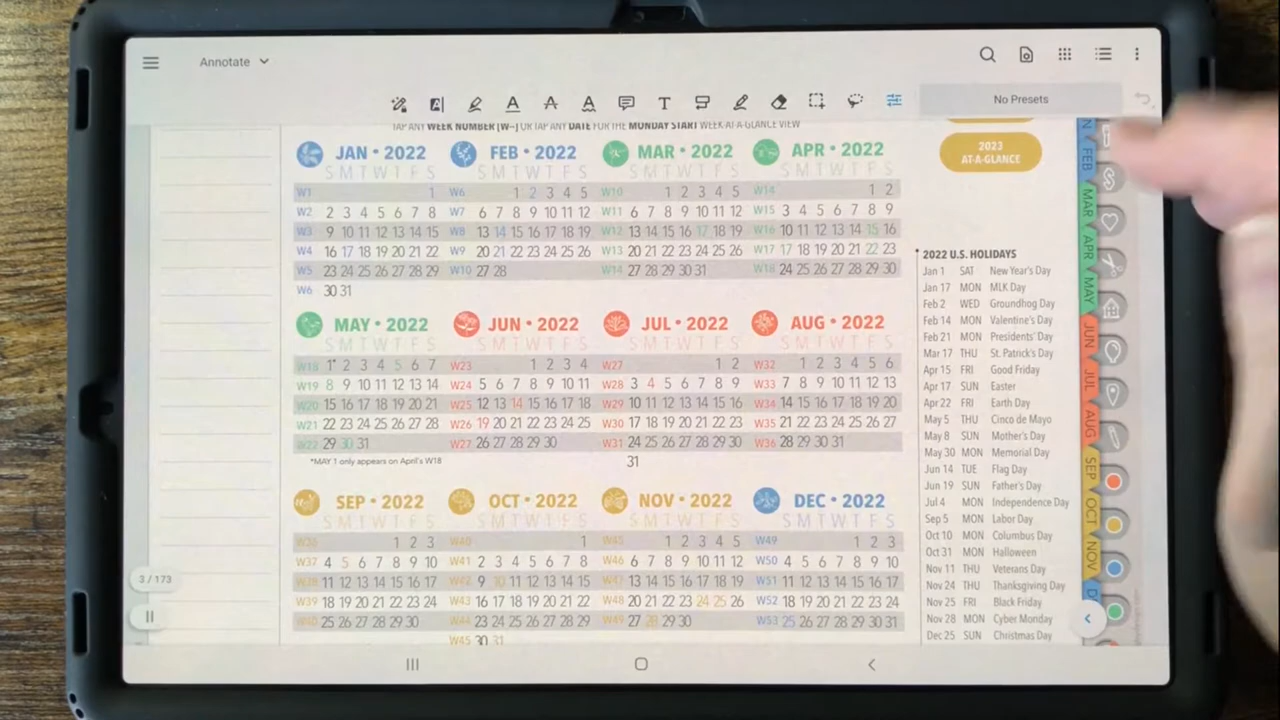 Annotate
No Presets
TAP ANY WEEK NUMBER [W--] OR TAP ANY DATE FOR THE MONDAY START WEEK-AT-A-GLANCE VIEW
2023
AT-A-GLANCE
JAN • 2022 FEB • 2022 MAR • 2022 APR • 2022
S M T W T F S S M T W T F S S M T W T F S S M T W T F S
W1 1 W6 1 2 3 4 5 W10 1 2 3 4 5 W14 1 2
W2 2 3 4 5 6 7 8 W7 6 7 8 9 10 11 12 W11 6 7 8 9 10 11 12 W15 3 4 5 6 7 8 9
W3 9 10 11 12 13 14 15 W8 13 14 15 16 17 18 19 W12 13 14 15 16 17 18 19 W16 10 11 12 13 14 15 16
W4 16 17 18 19 20 21 22 W9 20 21 22 23 24 25 26 W13 20 21 22 23 24 25 26 W17 17 18 19 20 21 22 23
W5 23 24 25 26 27 28 29 W10 27 28 W14 27 28 29 30 31 W18 24 25 26 27 28 29 30
W6 30 31
MAY • 2022 JUN • 2022 JUL • 2022 AUG • 2022
S M T W T F S S M T W T F S S M T W T F S S M T W T F S
W18 1* 2 3 4 5 6 7 W23 1 2 3 4 W27 1 2 W32 1 2 3 4 5 6
W19 8 9 10 11 12 13 14 W24 5 6 7 8 9 10 11 W28 3 4 5 6 7 8 9 W33 7 8 9 10 11 12 13
W20 15 16 17 18 19 20 21 W25 12 13 14 15 16 17 18 W29 10 11 12 13 14 15 16 W34 14 15 16 17 18 19 20
W21 22 23 24 25 26 27 28 W26 19 20 21 22 23 24 25 W30 17 18 19 20 21 22 23 W35 21 22 23 24 25 26 27
W22 29 30 31 W27 26 27 28 29 30 W31 24 25 26 27 28 29 30 W36 28 29 30 31
*MAY 1 only appears on April's W18
31
SEP • 2022 OCT • 2022 NOV • 2022 DEC • 2022
S M T W T F S S M T W T F S S M T W T F S S M T W T F S
W36 1 2 3 W40 1 W45 1 2 3 4 5 W49 1 2 3
W37 4 5 6 7 8 9 10 W41 2 3 4 5 6 7 8 W46 6 7 8 9 10 11 12 W50 4 5 6 7 8 9 10
W38 11 12 13 14 15 16 17 W42 9 10 11 12 13 14 15 W47 13 14 15 16 17 18 19 W51 11 12 13 14 15 16 17
W39 18 19 20 21 22 23 24 W43 16 17 18 19 20 21 22 W48 20 21 22 23 24 25 26 W52 18 19 20 21 22 23 24
W40 25 26 27 28 29 30 W44 23 24 25 26 27 28 29 W49 27 28 29 30 W53 25 26 27 28 29 30 31
W45 30 31
3 / 173
2022 U.S. HOLIDAYS
Jan 1 SAT New Year's Day
Jan 17 MON MLK Day
Feb 2 WED Groundhog Day
Feb 14 MON Valentine's Day
Feb 21 MON Presidents' Day
Mar 17 THU St. Patrick's Day
Apr 15 FRI Good Friday
Apr 17 SUN Easter
Apr 22 FRI Earth Day
May 5 THU Cinco de Mayo
May 8 SUN Mother's Day
May 30 MON Memorial Day
Jun 14 TUE Flag Day
Jun 19 SUN Father's Day
Jul 4 MON Independence Day
Sep 5 MON Labor Day
Oct 10 MON Columbus Day
Oct 31 MON Halloween
Nov 11 THU Veterans Day
Nov 24 THU Thanksgiving Day
Nov 25 FRI Black Friday
Nov 28 MON Cyber Monday
Dec 25 SUN Christmas Day
FEB
MAR
APR
MAY
JUN
JUL
AUG
SEP
OCT
NOV